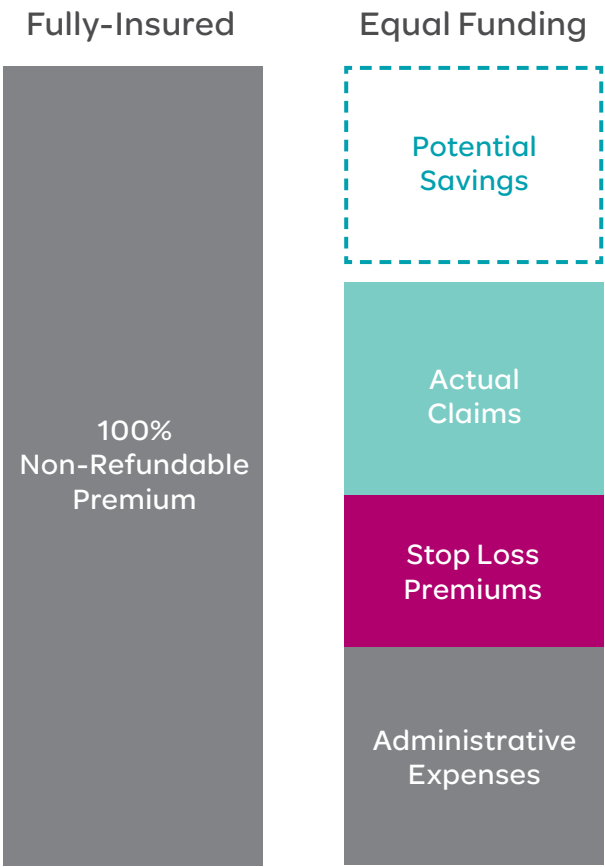 Fully-Insured
Equal Funding
100%
Non-Refundable
Premium
Potential
Savings
Actual
Claims
Stop Loss
Premiums
Administrative
Expenses